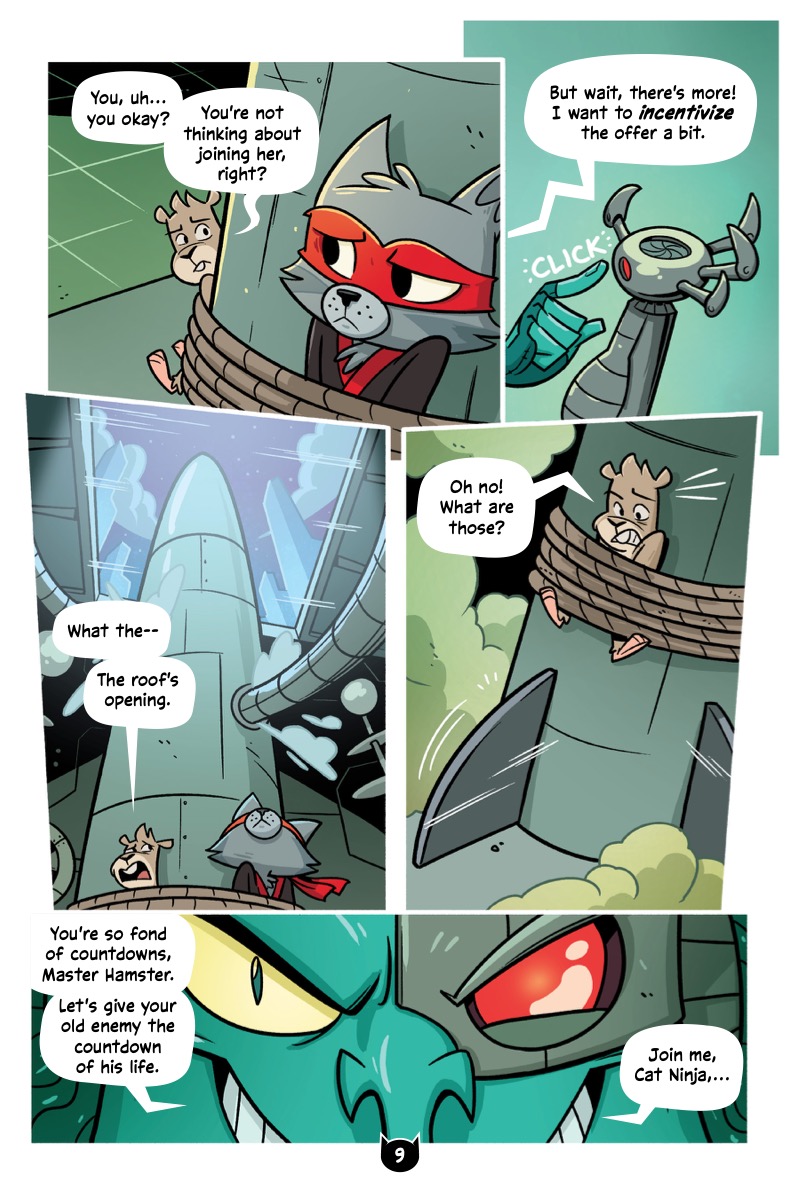 You, uh...
you okay?
You're not
thinking about
joining her,
right?
But wait, there's more!
I want to incentivize
the offer a bit.
CLICK
What the--
The roof's
opening.
Oh no!
What are
those?
You're so fond
of countdowns,
Master Hamster.
Let's give your
old enemy the
countdown
of his life.
Join me,
Cat Ninja,...
9